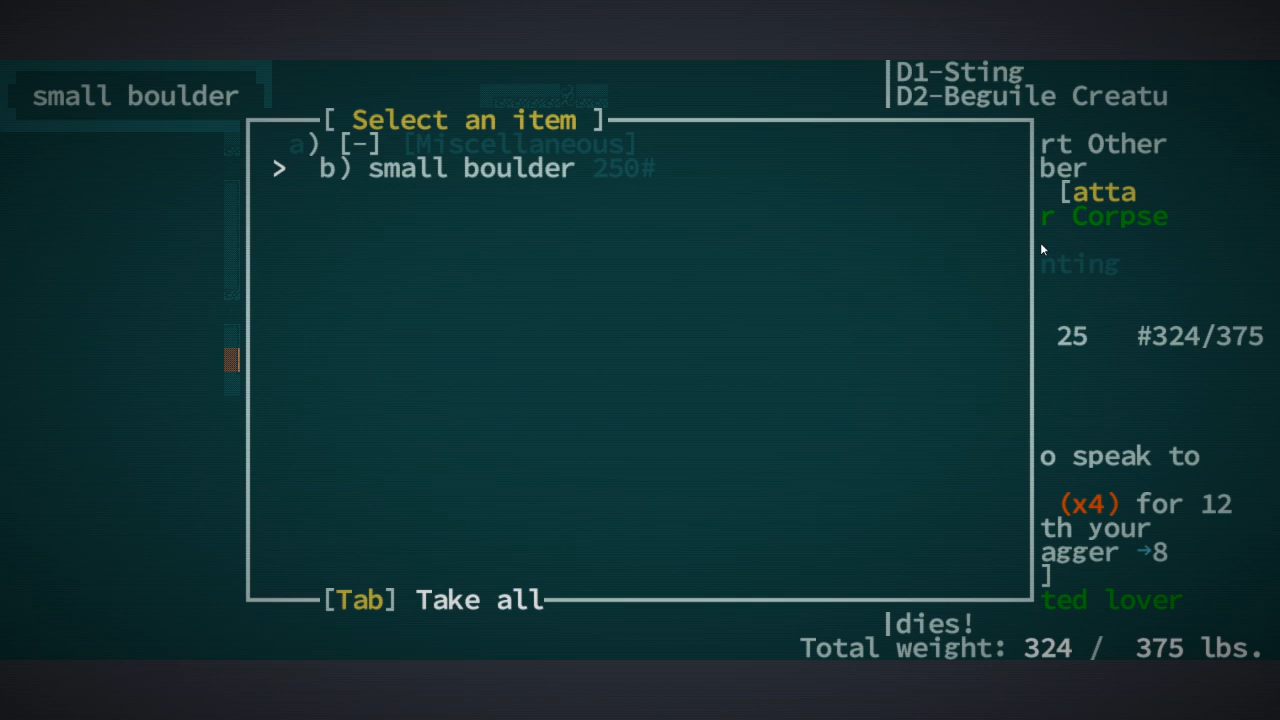 D1-Sting
small boulder
D2-Beguile Creatu
[ Select an item ]
a) [-] [Miscellaneous]
rt Other
> b) small boulder 250#
ber
[atta
r Corpse
nting
25 #324/375
o speak to
(x4) for 12
th your
agger →8
]
[Tab] Take all
ted lover
dies!
Total weight: 324 / 375 lbs.